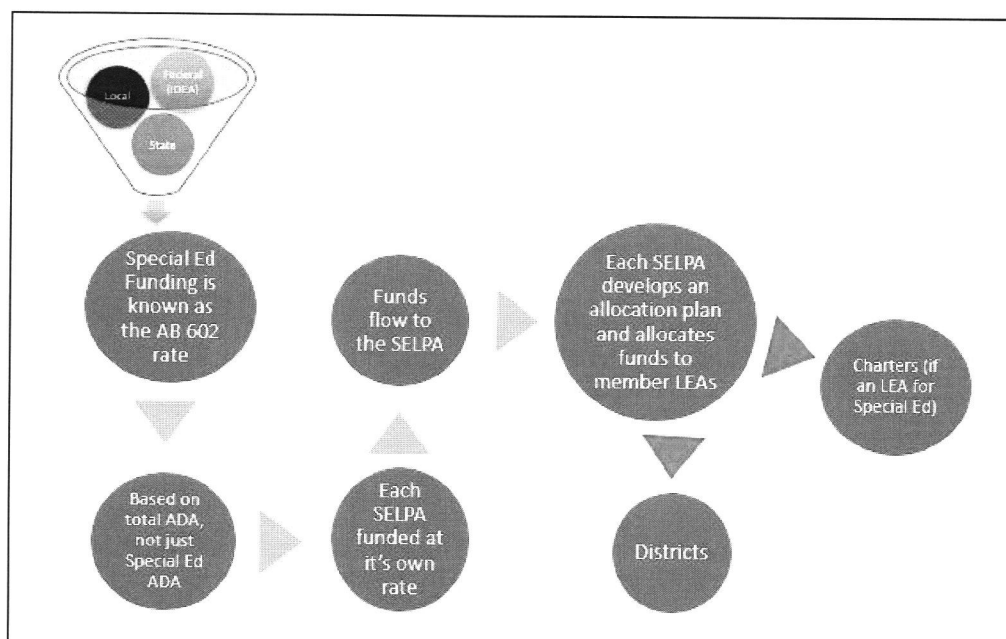 Federal
(IDEA)
Local
State
Special Ed
Funding is
known as
the AB 602
rate
Based on
total ADA,
not just
Special Ed
ADA
Each
SELPA
funded at
it's own
rate
Funds
flow to
the SELPA
Each SELPA
develops an
allocation plan
and allocates
funds to
member LEAs
Charters (if
an LEA for
Special Ed)
Districts